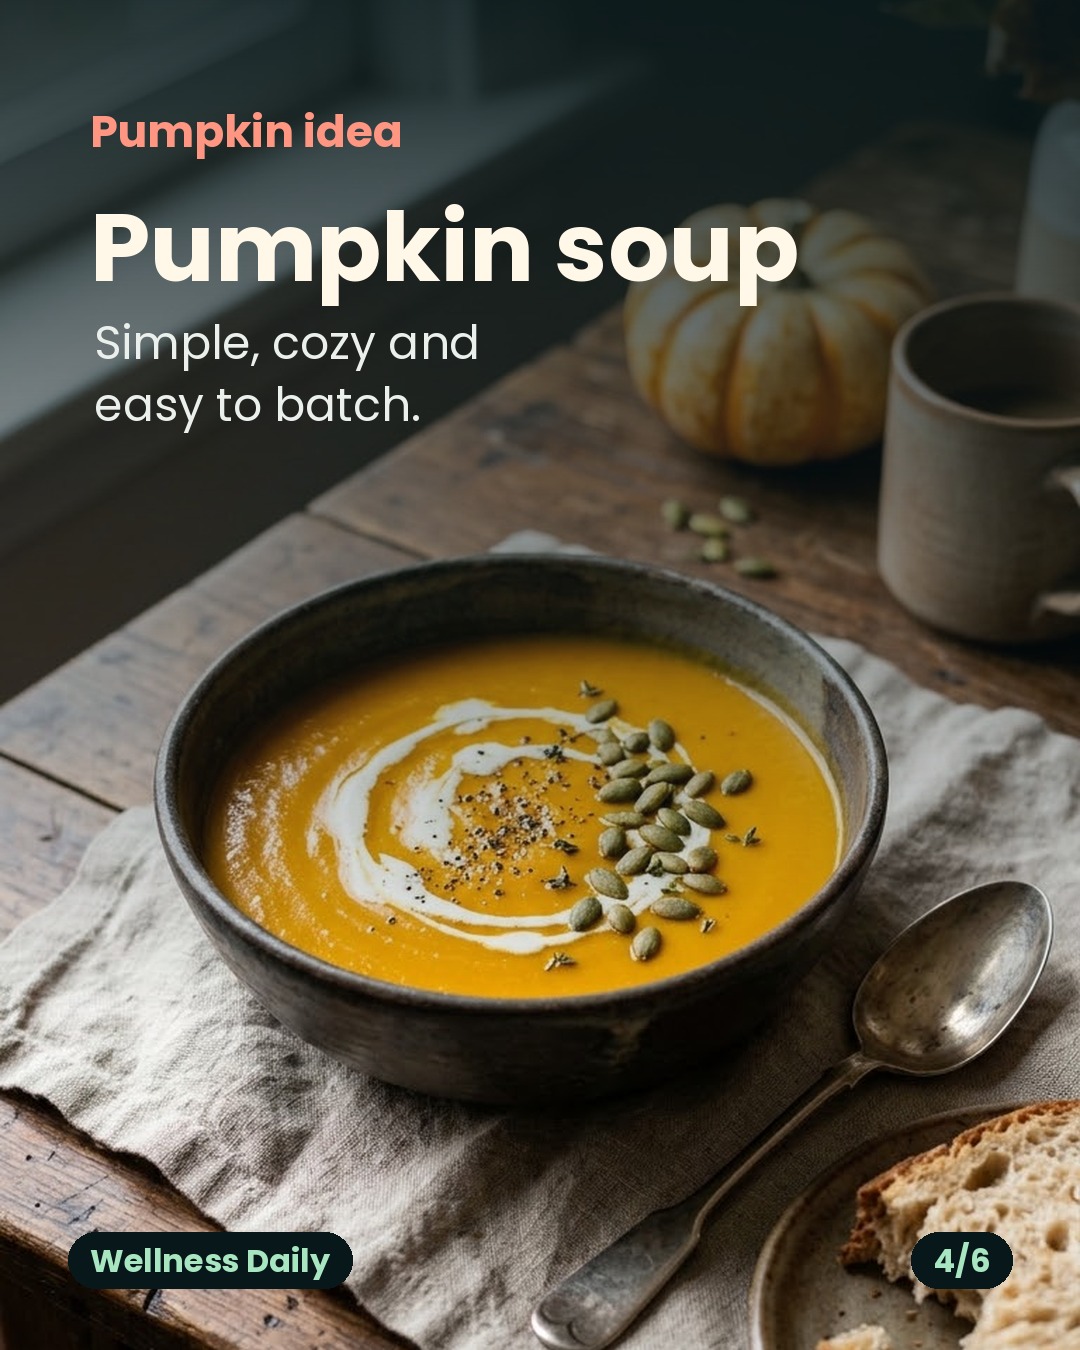 Pumpkin idea
Pumpkin soup
Simple, cozy and
easy to batch.
Wellness Daily
4/6